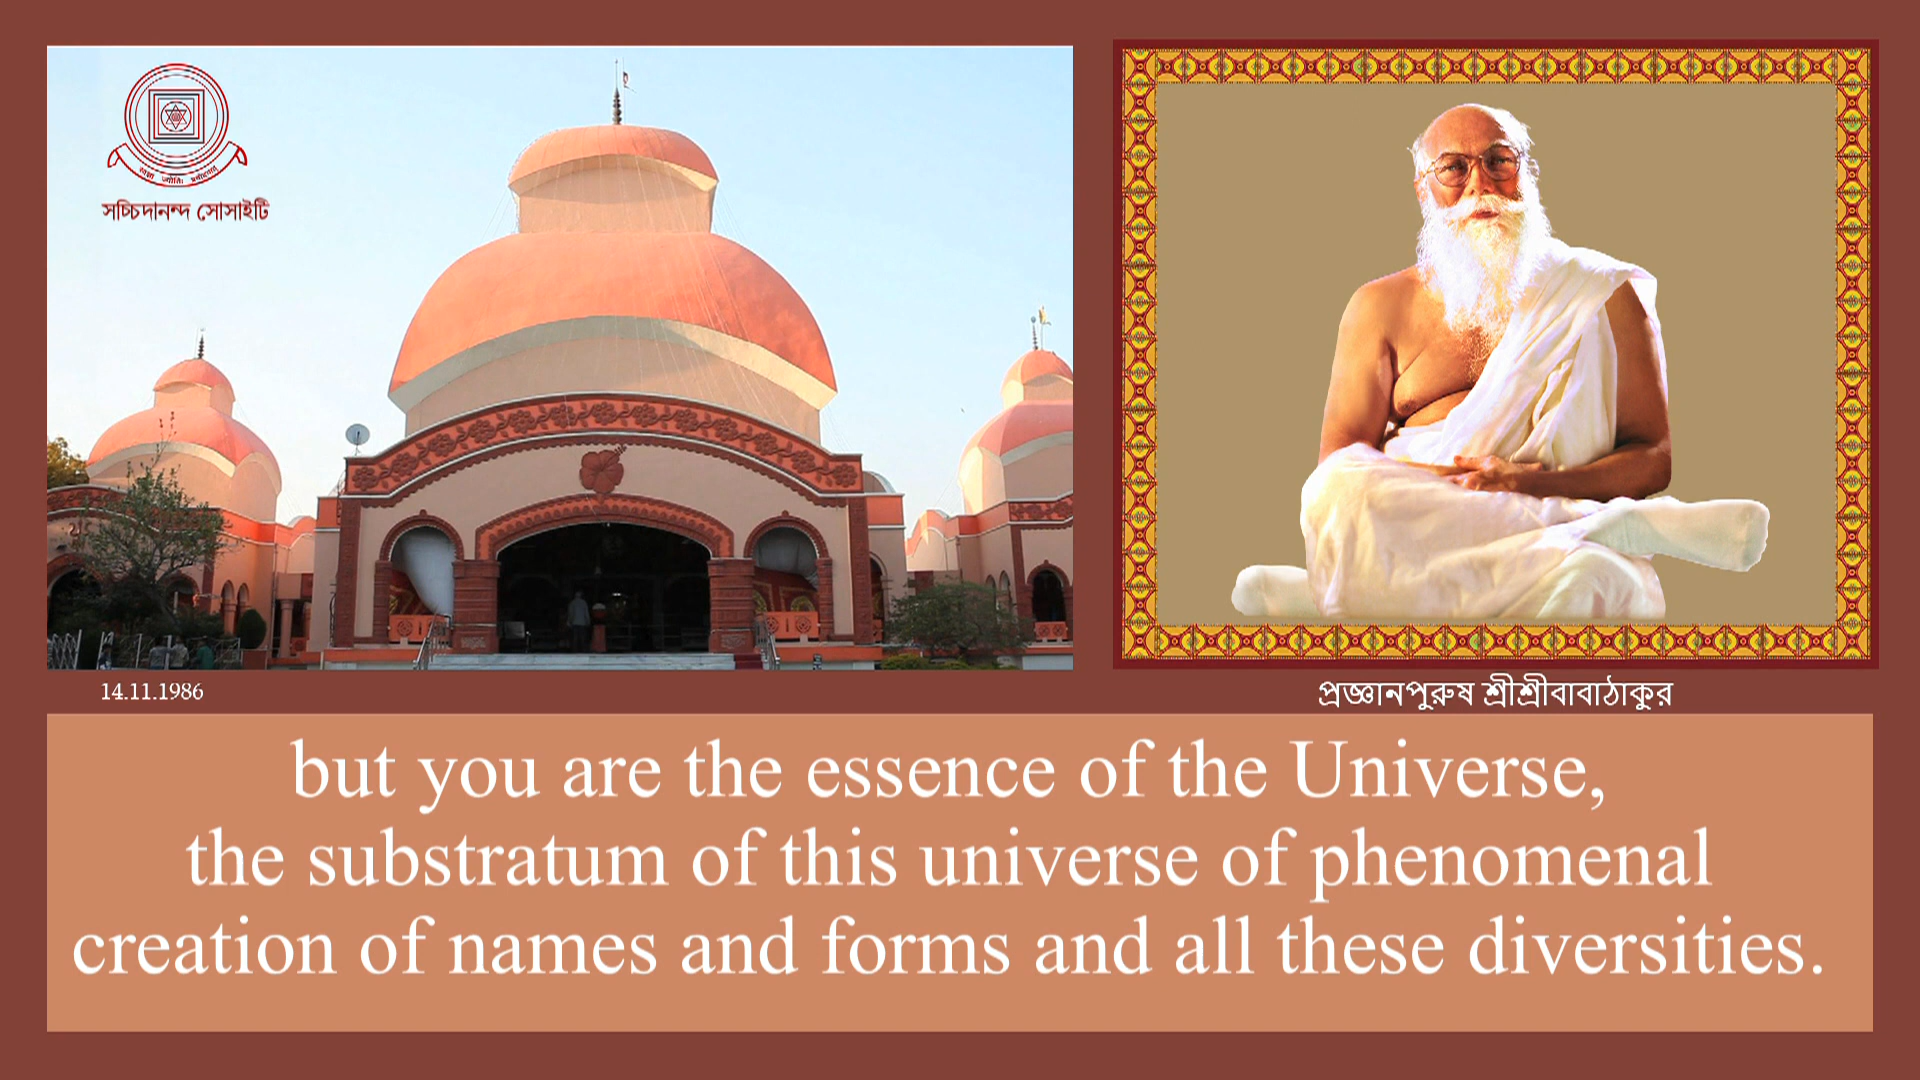 সচ্চিদানন্দ সোসাইটি
14.11.1986
প্রজ্ঞানপুরুষ শ্রীশ্রীবাবাঠাকুর
but you are the essence of the Universe,
the substratum of this universe of phenomenal
creation of names and forms and all these diversities.